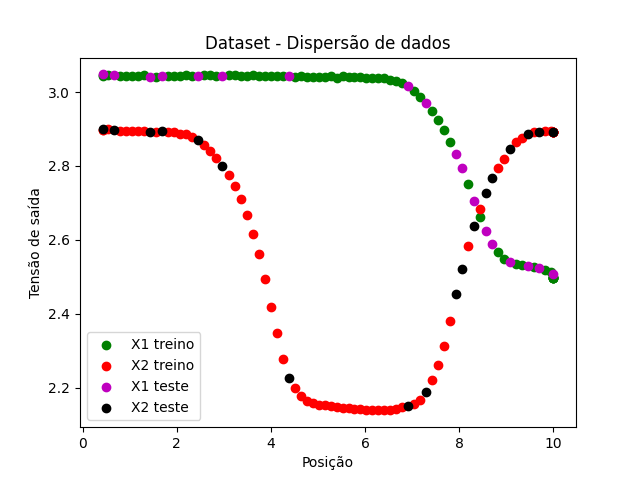 Dataset - Dispersão de dados
Tensão de saída
3.0
2.8
2.6
2.4
2.2
X1 treino
X2 treino
X1 teste
X2 teste
0
2
4
6
8
10
Posição